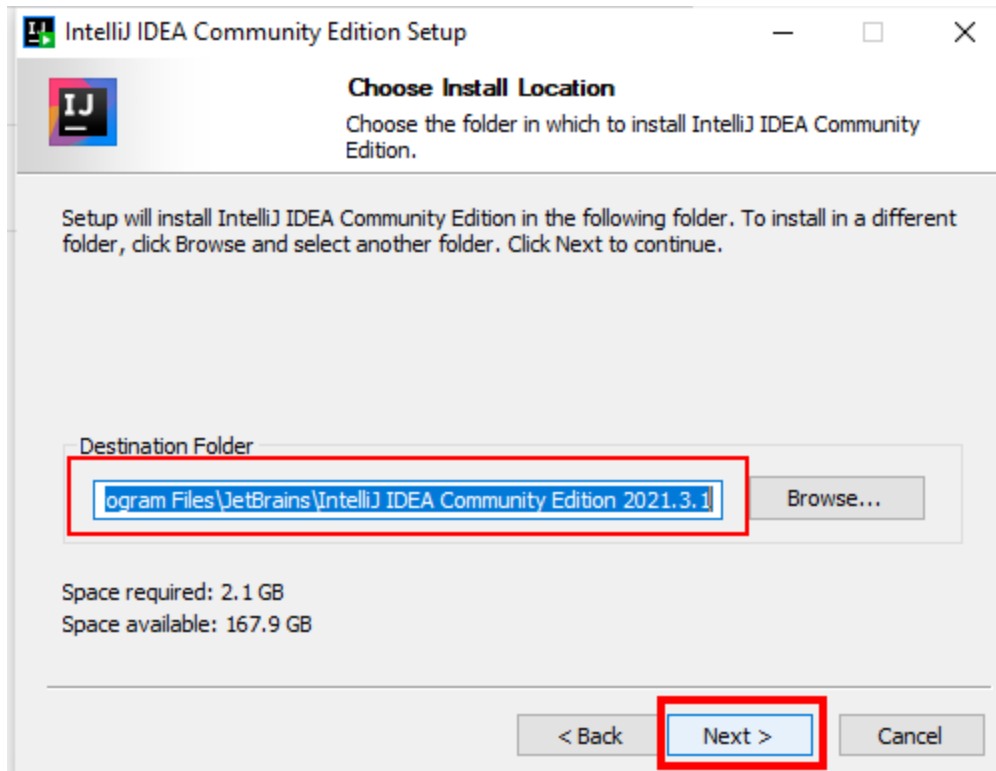 IntelliJ IDEA Community Edition Setup
IJ
Choose Install Location
Choose the folder in which to install IntelliJ IDEA Community
Edition.
Setup will install IntelliJ IDEA Community Edition in the following folder. To install in a different
folder, click Browse and select another folder. Click Next to continue.
Destination Folder
ogram Files\JetBrains\IntelliJ IDEA Community Edition 2021.3.1
Browse...
Space required: 2.1 GB
Space available: 167.9 GB
< Back Next > Cancel